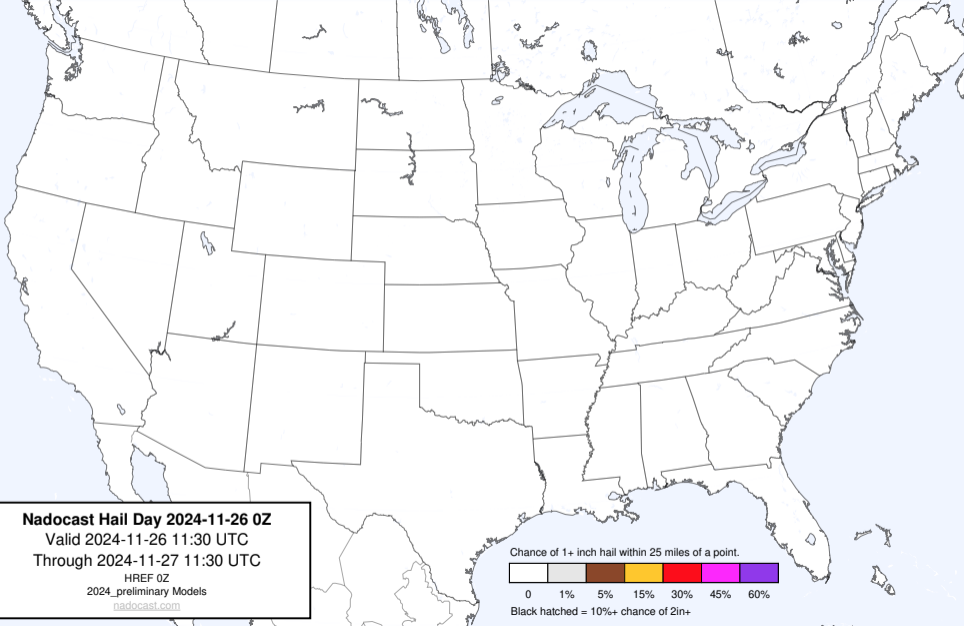 Nadocast Hail Day 2024-11-26 0Z
Valid 2024-11-26 11:30 UTC
Through 2024-11-27 11:30 UTC
HREF 0Z
2024_preliminary Models
nadocast.com
Chance of 1+ inch hail within 25 miles of a point.
0 1% 5% 15% 30% 45% 60%
Black hatched = 10%+ chance of 2in+